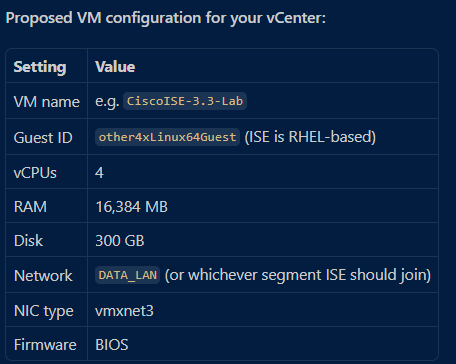 Proposed VM configuration for your vCenter:
Setting Value
VM name e.g. CiscoISE-3.3-Lab
Guest ID other4xLinux64Guest (ISE is RHEL-based)
vCPUs 4
RAM 16,384 MB
Disk 300 GB
Network DATA_LAN (or whichever segment ISE should join)
NIC type vmxnet3
Firmware BIOS